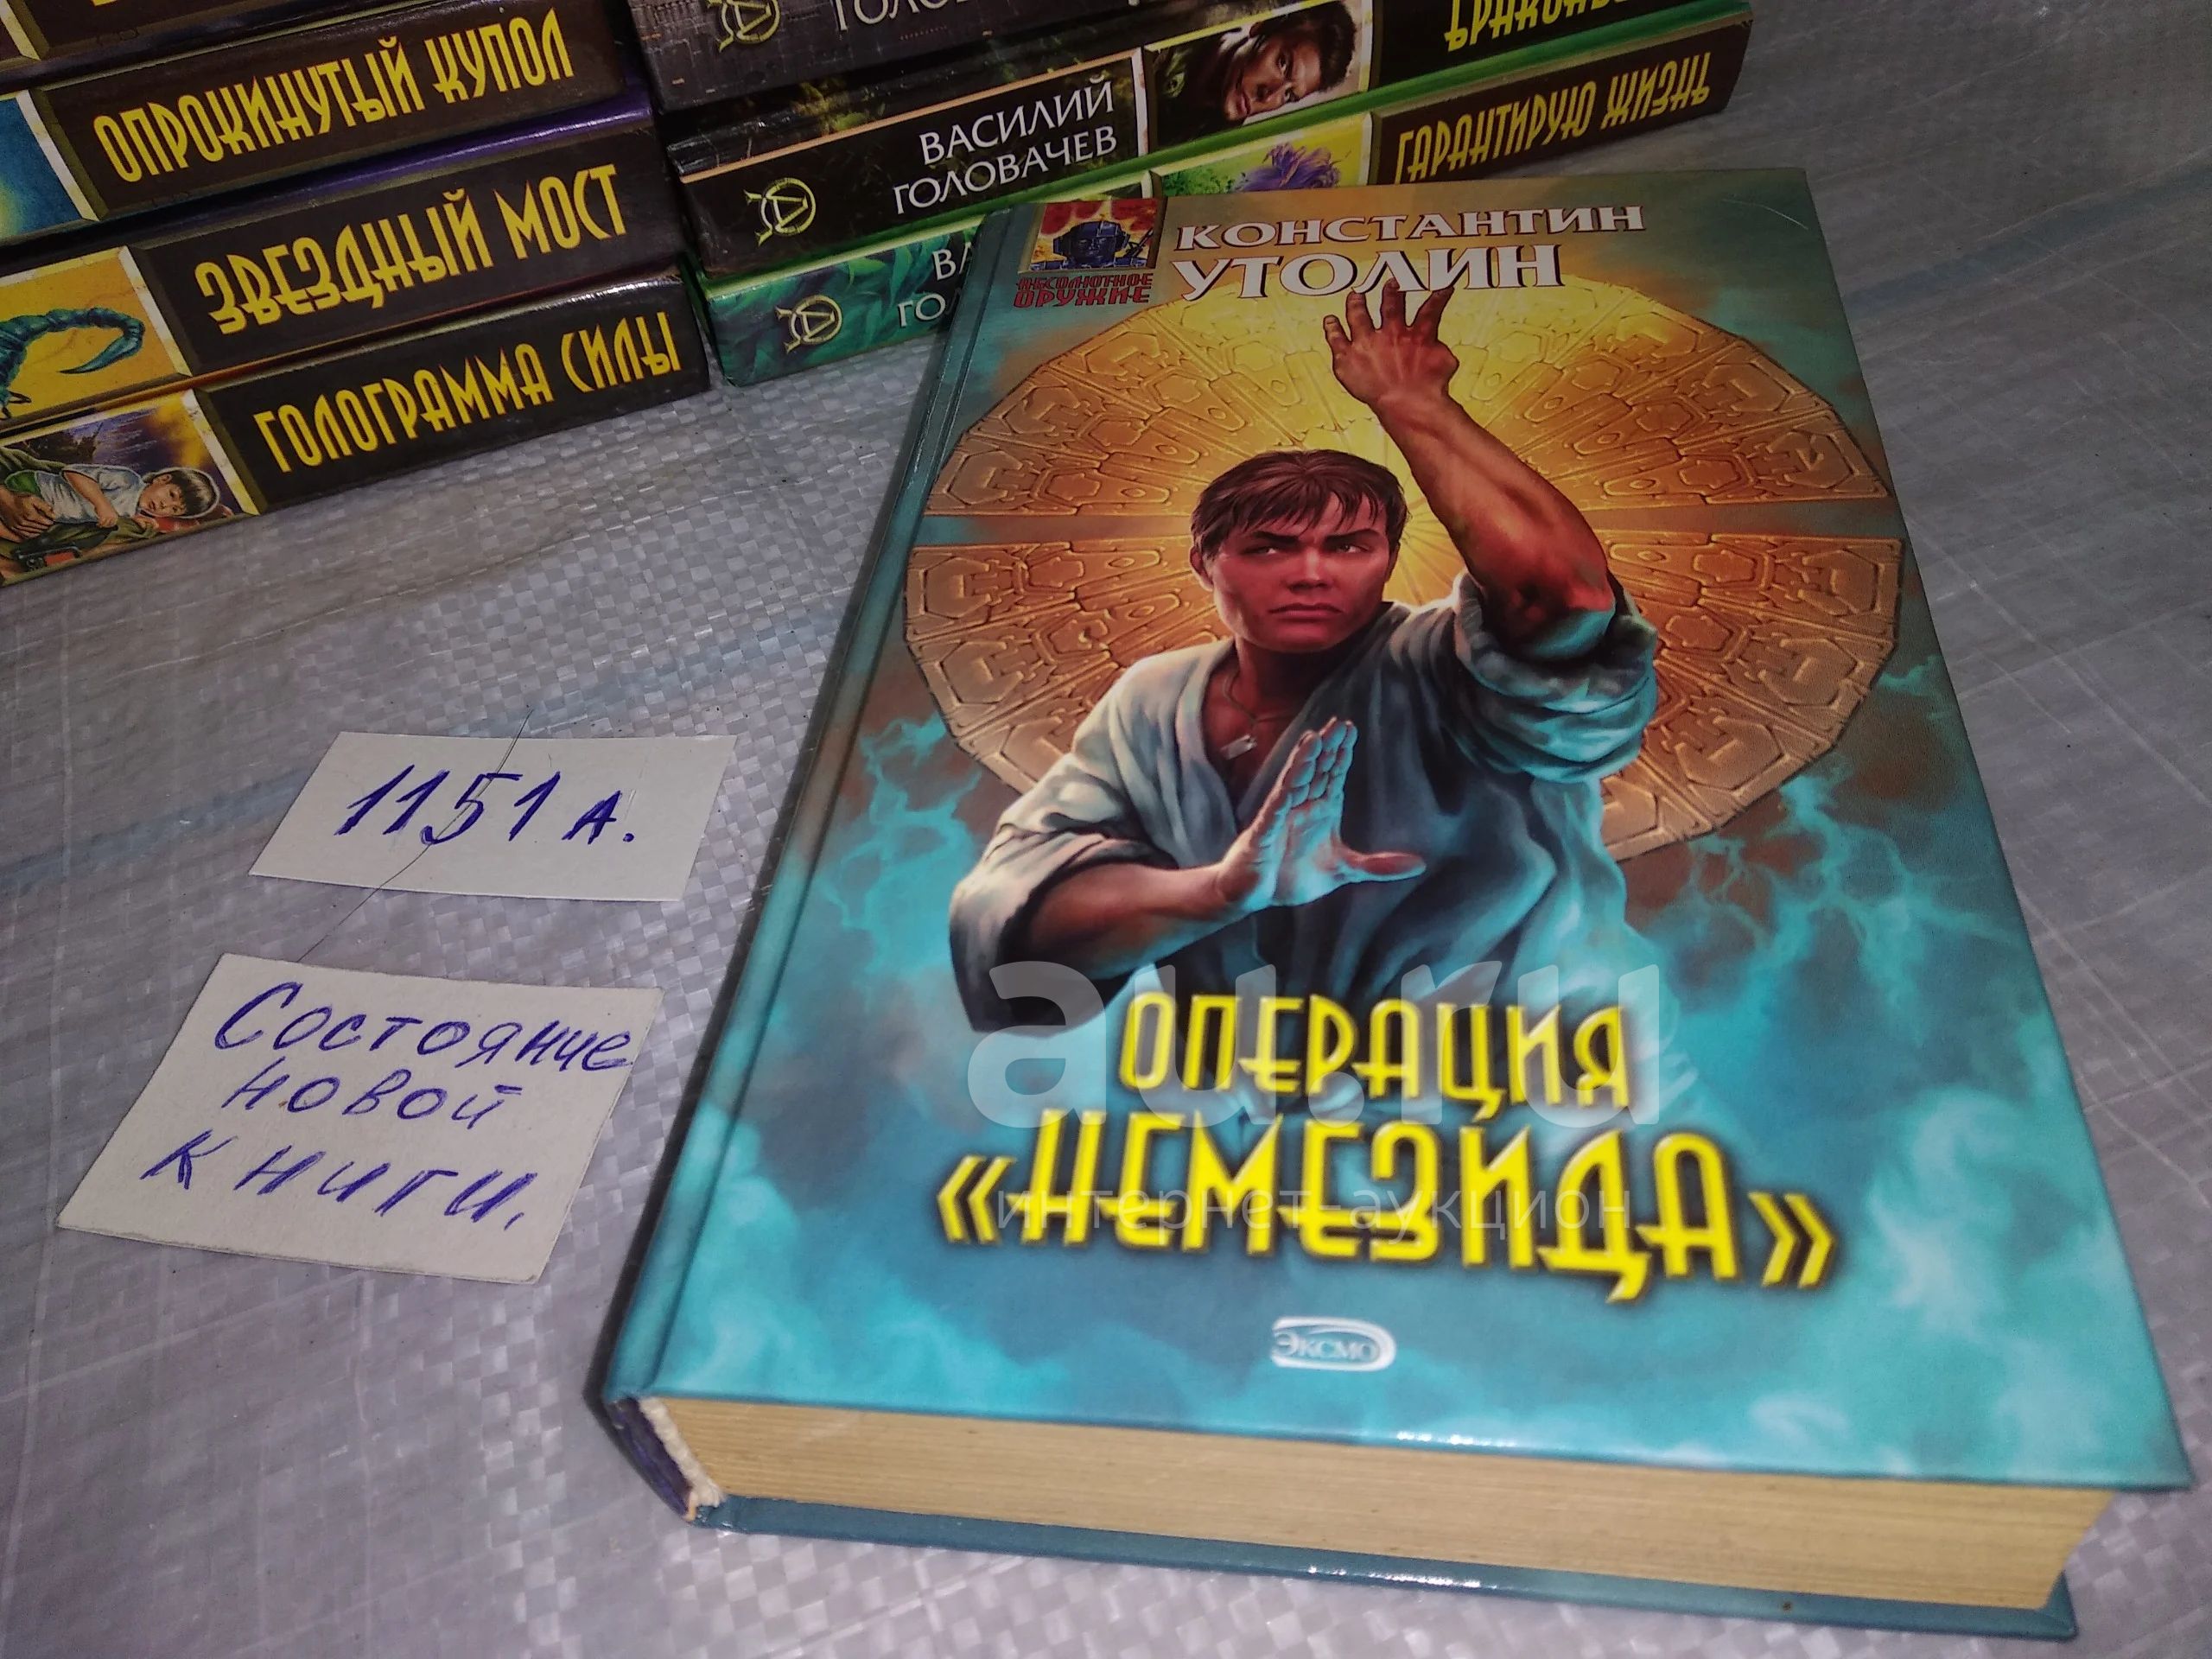 ОПРОКИНУТЫЙ КУПОЛ
ЗВЕЗДНЫЙ МОСТ
ГОЛОГРАММА СИЛЫ
ВАСИЛИЙ
ГОЛОВАЧЕВ
ГАРАНТИРУЮ ЖИЗНЬ
КОНСТАНТИН
УТОЛИН
АБСОЛЮТНОЕ
ОРУЖИЕ
1151 А.
Состояние
новой
книги.
au.ru
ОПЕРАЦИЯ
«НЕМЕЗИДА»
интернет-аукцион
ЭКСМО